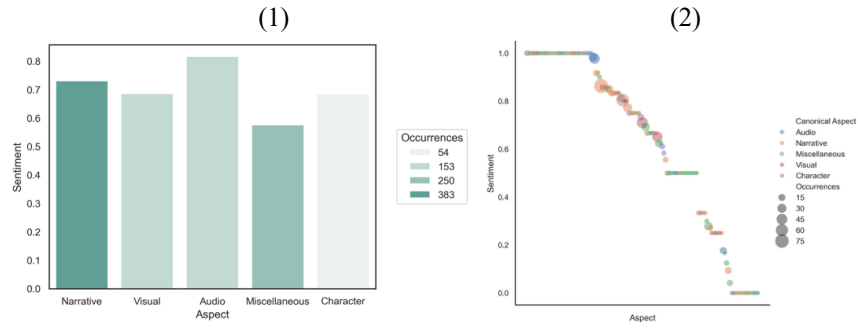 (1)
0.8
0.7
0.6
0.5
0.4
0.3
0.2
0.1
0.0
Sentiment
Narrative Visual Audio Miscellaneous Character
Aspect
Occurrences
54
153
250
383
(2)
1.0
0.8
0.6
0.4
0.2
0.0
Sentiment
Aspect
Canonical Aspect
Audio
Narrative
Miscellaneous
Visual
Character
Occurrences
15
30
45
60
75